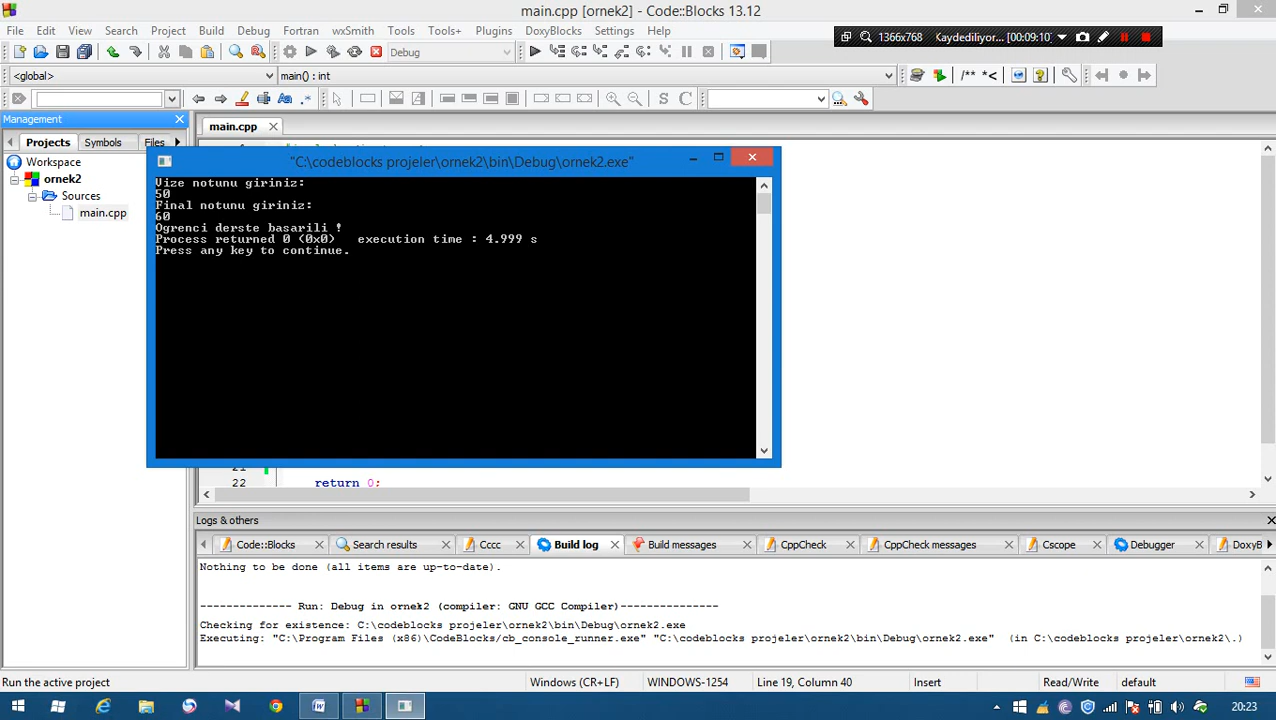 main.cpp [ornek2] - Code::Blocks 13.12
File Edit View Search Project Build Debug Fortran wxSmith Tools Tools+ Plugins DoxyBlocks Settings Help
1366x768 Kaydediliyor... [00:09:10]
Debug
<global> main() : int
/** *<
Management
main.cpp
Projects Symbols Files
Workspace
ornek2
Sources
main.cpp
"C:\codeblocks projeler\ornek2\bin\Debug\ornek2.exe"
Vize notunu giriniz:
50
Final notunu giriniz:
60
Ogrenci derste basarili !
Process returned 0 (0x0)   execution time : 4.999 s
Press any key to continue.
21
22 return 0;
Logs & others
Code::Blocks Search results Cccc Build log Build messages CppCheck CppCheck messages Cscope Debugger DoxyB
Nothing to be done (all items are up-to-date).
-------------- Run: Debug in ornek2 (compiler: GNU GCC Compiler)---------------
Checking for existence: C:\codeblocks projeler\ornek2\bin\Debug\ornek2.exe
Executing: "C:\Program Files (x86)\CodeBlocks/cb_console_runner.exe" "C:\codeblocks projeler\ornek2\bin\Debug\ornek2.exe"  (in C:\codeblocks projeler\ornek2\.)
Run the active project Windows (CR+LF) WINDOWS-1254 Line 19, Column 40 Insert Read/Write default
20:23